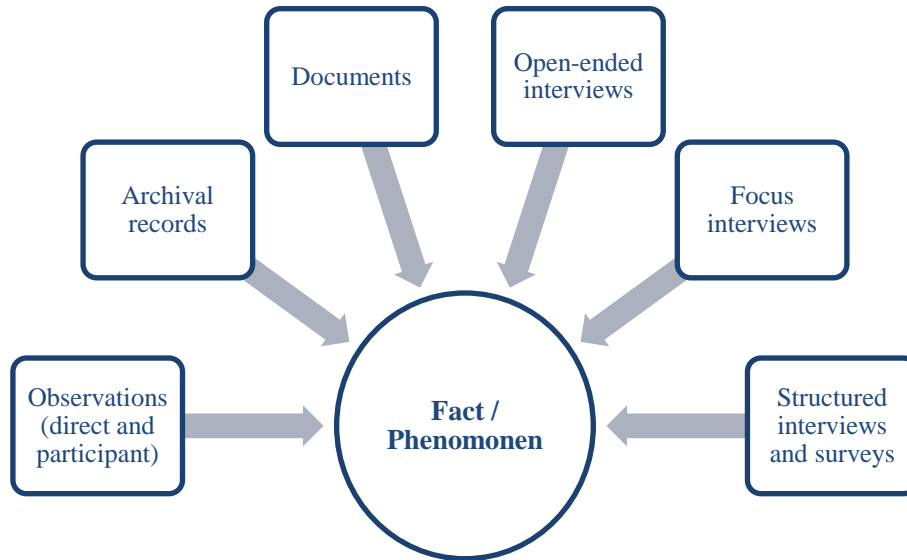 Documents
Open-ended
interviews
Archival
records
Focus
interviews
Observations
(direct and
participant)
Fact /
Phenomonen
Structured
interviews
and surveys